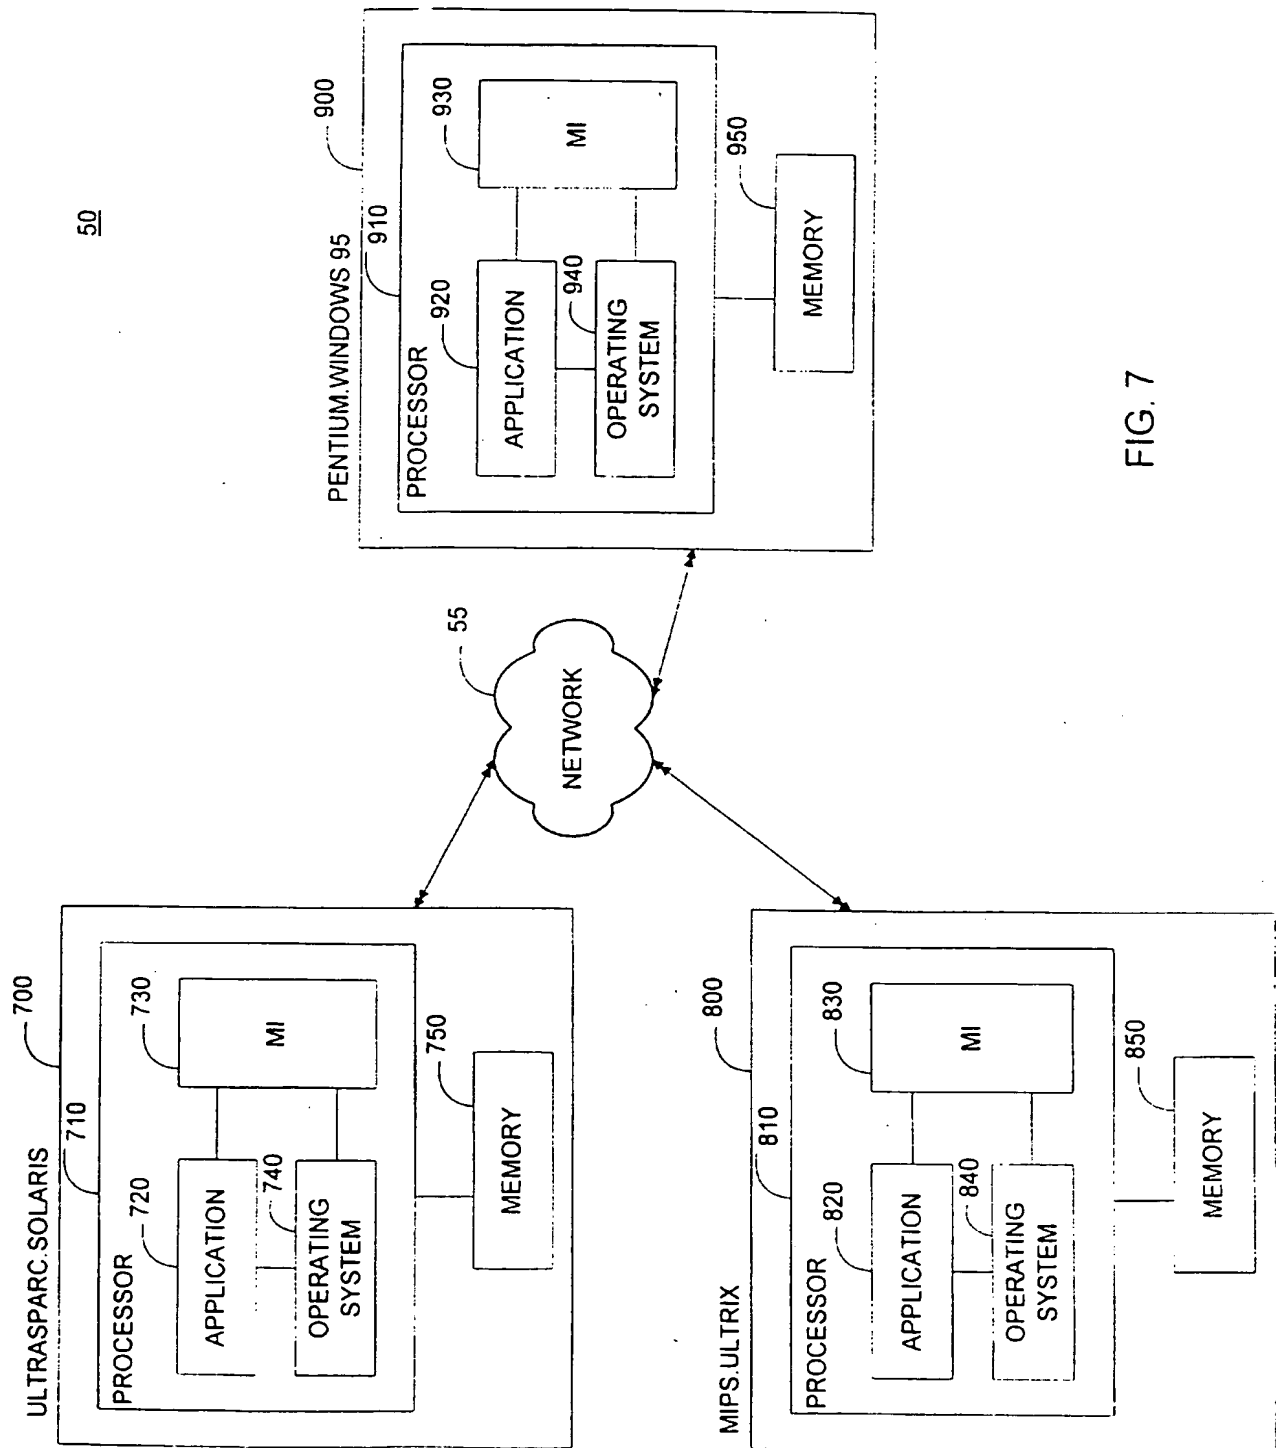 50
ULTRASPARC.SOLARIS
700
PROCESSOR
710
720
APPLICATION
730
MI
740
OPERATING
SYSTEM
750
MEMORY
MIPS.ULTRIX
800
PROCESSOR
810
820
APPLICATION
830
MI
840
OPERATING
SYSTEM
850
MEMORY
55
NETWORK
PENTIUM.WINDOWS 95
900
PROCESSOR
910
920
APPLICATION
930
MI
940
OPERATING
SYSTEM
950
MEMORY
FIG. 7